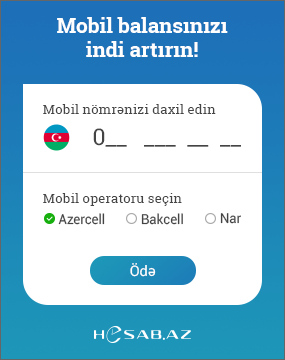 Mobil balansınızı
indi artırın!
Mobil nömrənizi daxil edin
0__ ___ __ __
Mobil operatoru seçin
Azercell Bakcell Nar
Ödə
HeSAB.AZ